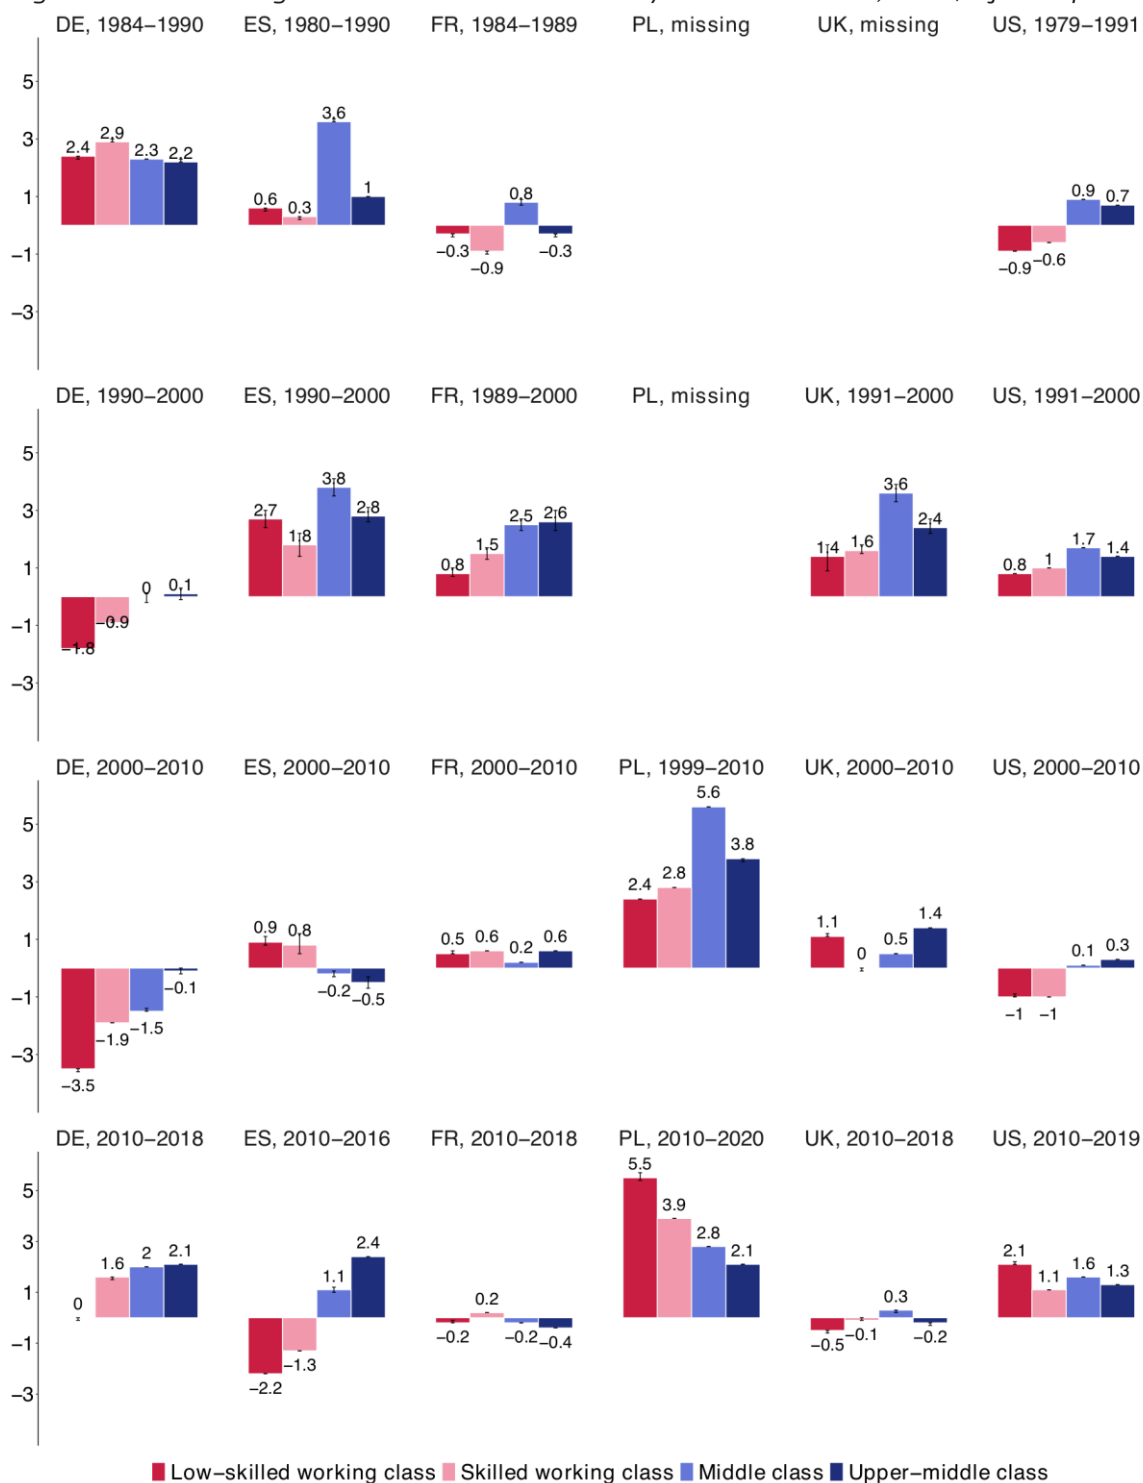 DE, 1984–1990 ES, 1980–1990 FR, 1984–1989 PL, missing UK, missing US, 1979–1991
5
3
1
−1
−3
2.4 2.9 2.3 2.2
0.6 0.3 3.6 1
−0.3 −0.9 0.8 −0.3
−0.9 −0.6 0.9 0.7
DE, 1990–2000 ES, 1990–2000 FR, 1989–2000 PL, missing UK, 1991–2000 US, 1991–2000
5
3
1
−1
−3
−1.8 −0.9 0 0.1
2.7 1.8 3.8 2.8
0.8 1.5 2.5 2.6
1.4 1.6 3.6 2.4
0.8 1 1.7 1.4
DE, 2000–2010 ES, 2000–2010 FR, 2000–2010 PL, 1999–2010 UK, 2000–2010 US, 2000–2010
5
3
1
−1
−3
−3.5 −1.9 −1.5 −0.1
0.9 0.8 −0.2 −0.5
0.5 0.6 0.2 0.6
2.4 2.8 5.6 3.8
1.1 0 0.5 1.4
−1 −1 0.1 0.3
DE, 2010–2018 ES, 2010–2016 FR, 2010–2018 PL, 2010–2020 UK, 2010–2018 US, 2010–2019
5
3
1
−1
−3
0 1.6 2 2.1
−2.2 −1.3 1.1 2.4
−0.2 0.2 −0.2 −0.4
5.5 3.9 2.8 2.1
−0.5 −0.1 0.3 −0.2
2.1 1.1 1.6 1.3
Low–skilled working class Skilled working class Middle class Upper–middle class